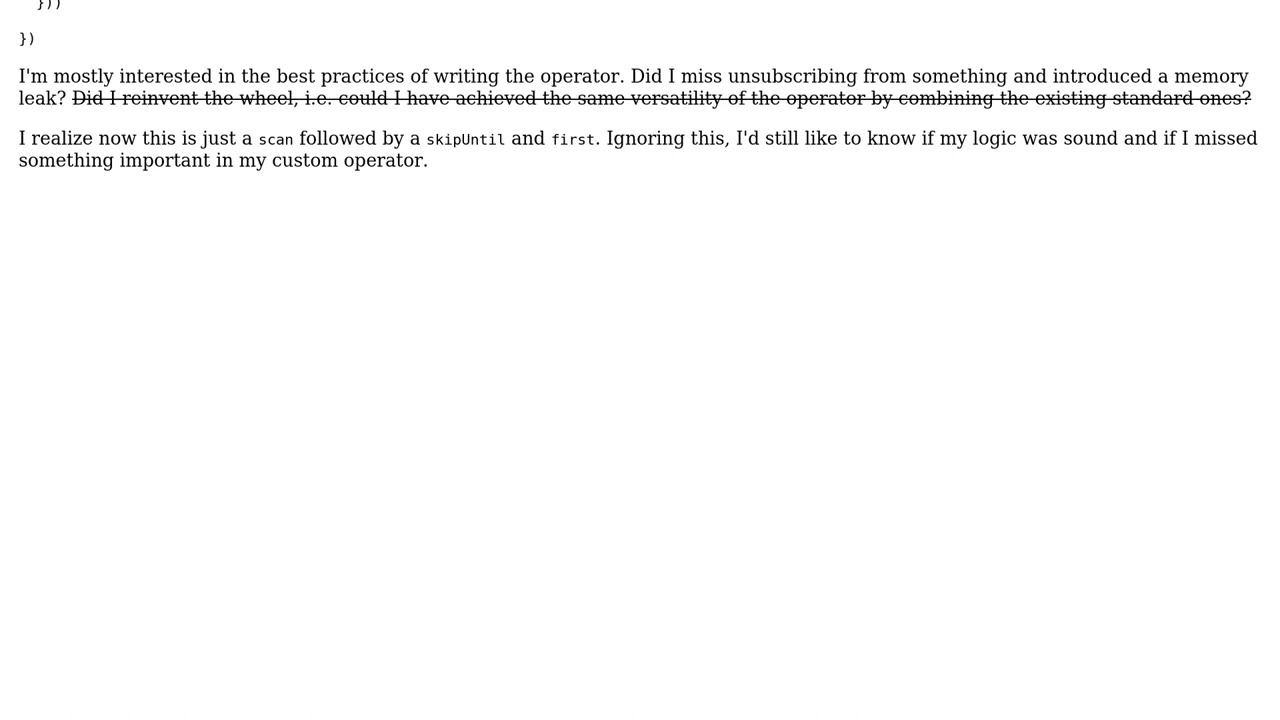 }))
})
I'm mostly interested in the best practices of writing the operator. Did I miss unsubscribing from something and introduced a memory
leak? Did I reinvent the wheel, i.e. could I have achieved the same versatility of the operator by combining the existing standard ones?
I realize now this is just a scan followed by a skipUntil and first. Ignoring this, I'd still like to know if my logic was sound and if I missed
something important in my custom operator.